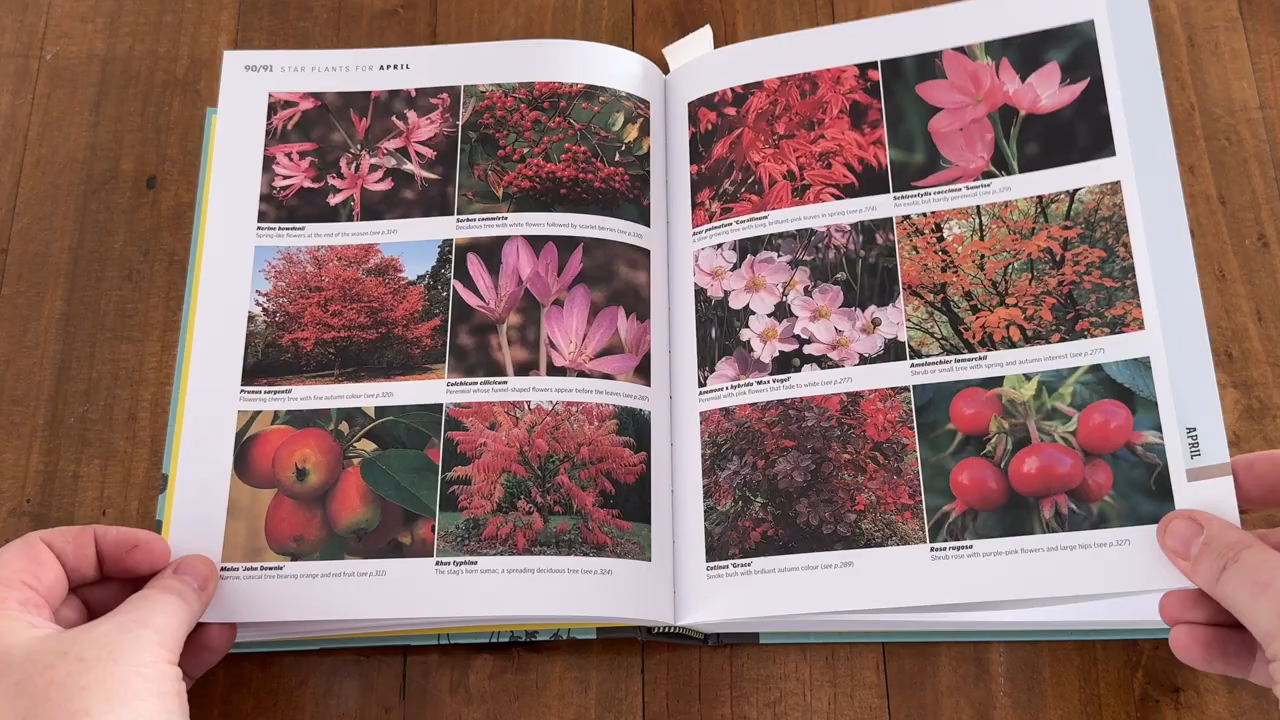 90/91 STAR PLANTS FOR APRIL
Nerine bowdenii
Spring-like flowers at the end of the season (see p.314)
Sorbus commixta
Deciduous tree with white flowers followed by scarlet berries (see p.330)
Prunus sargentii
Flowering cherry tree with fine autumn colour (see p.320)
Colchicum cilicicum
Perennial whose funnel-shaped flowers appear before the leaves (see p.287)
Malus 'John Downie'
Narrow, conical tree bearing orange and red fruit (see p.311)
Rhus typhina
The stag's horn sumac; a spreading deciduous tree (see p.324)
Acer palmatum 'Corallinum'
A slow-growing tree with long, brilliant-pink leaves in spring (see p.274)
Schizostylis coccinea 'Sunrise'
An exotic but hardy perennial (see p.329)
Anemone x hybrida 'Max Vogel'
Perennial with pink flowers that fade to white (see p.277)
Amelanchier lamarckii
Shrub or small tree with spring and autumn interest (see p.277)
Cotinus 'Grace'
Smoke bush with brilliant autumn colour (see p.289)
Rosa rugosa
Shrub rose with purple-pink flowers and large hips (see p.327)
APRIL